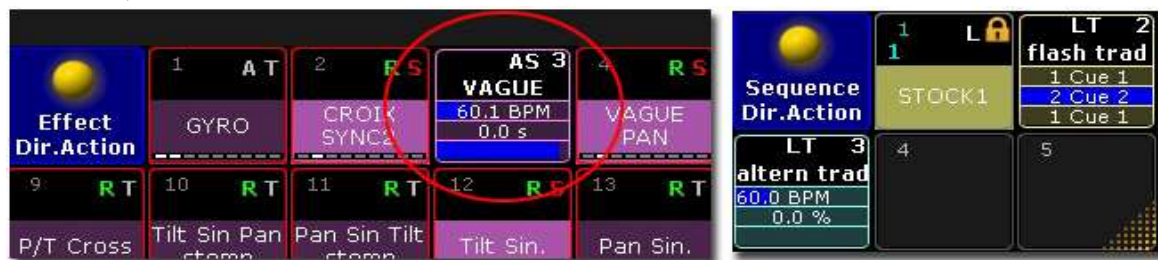 Effect
Dir.Action
1 A T
GYRO
2 R S
CROIX
SYNC2
AS 3
VAGUE
60.1 BPM
0.0 s
4 R S
VAGUE
PAN
9 R T
P/T Cross
10 R T
Tilt Sin Pan
stomp
11 R T
Pan Sin Tilt
stomp
12 R S
Tilt Sin.
13 R T
Pan Sin.
Sequence
Dir.Action
1 L
1
STOCK1
LT 2
flash trad
1 Cue 1
2 Cue 2
1 Cue 1
LT 3
altern trad
60.0 BPM
0.0 %
4
5